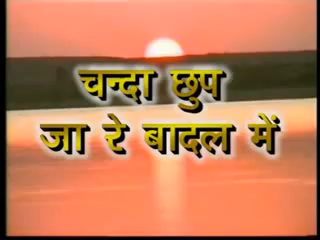 चन्दा छुप
जा रे बादल में